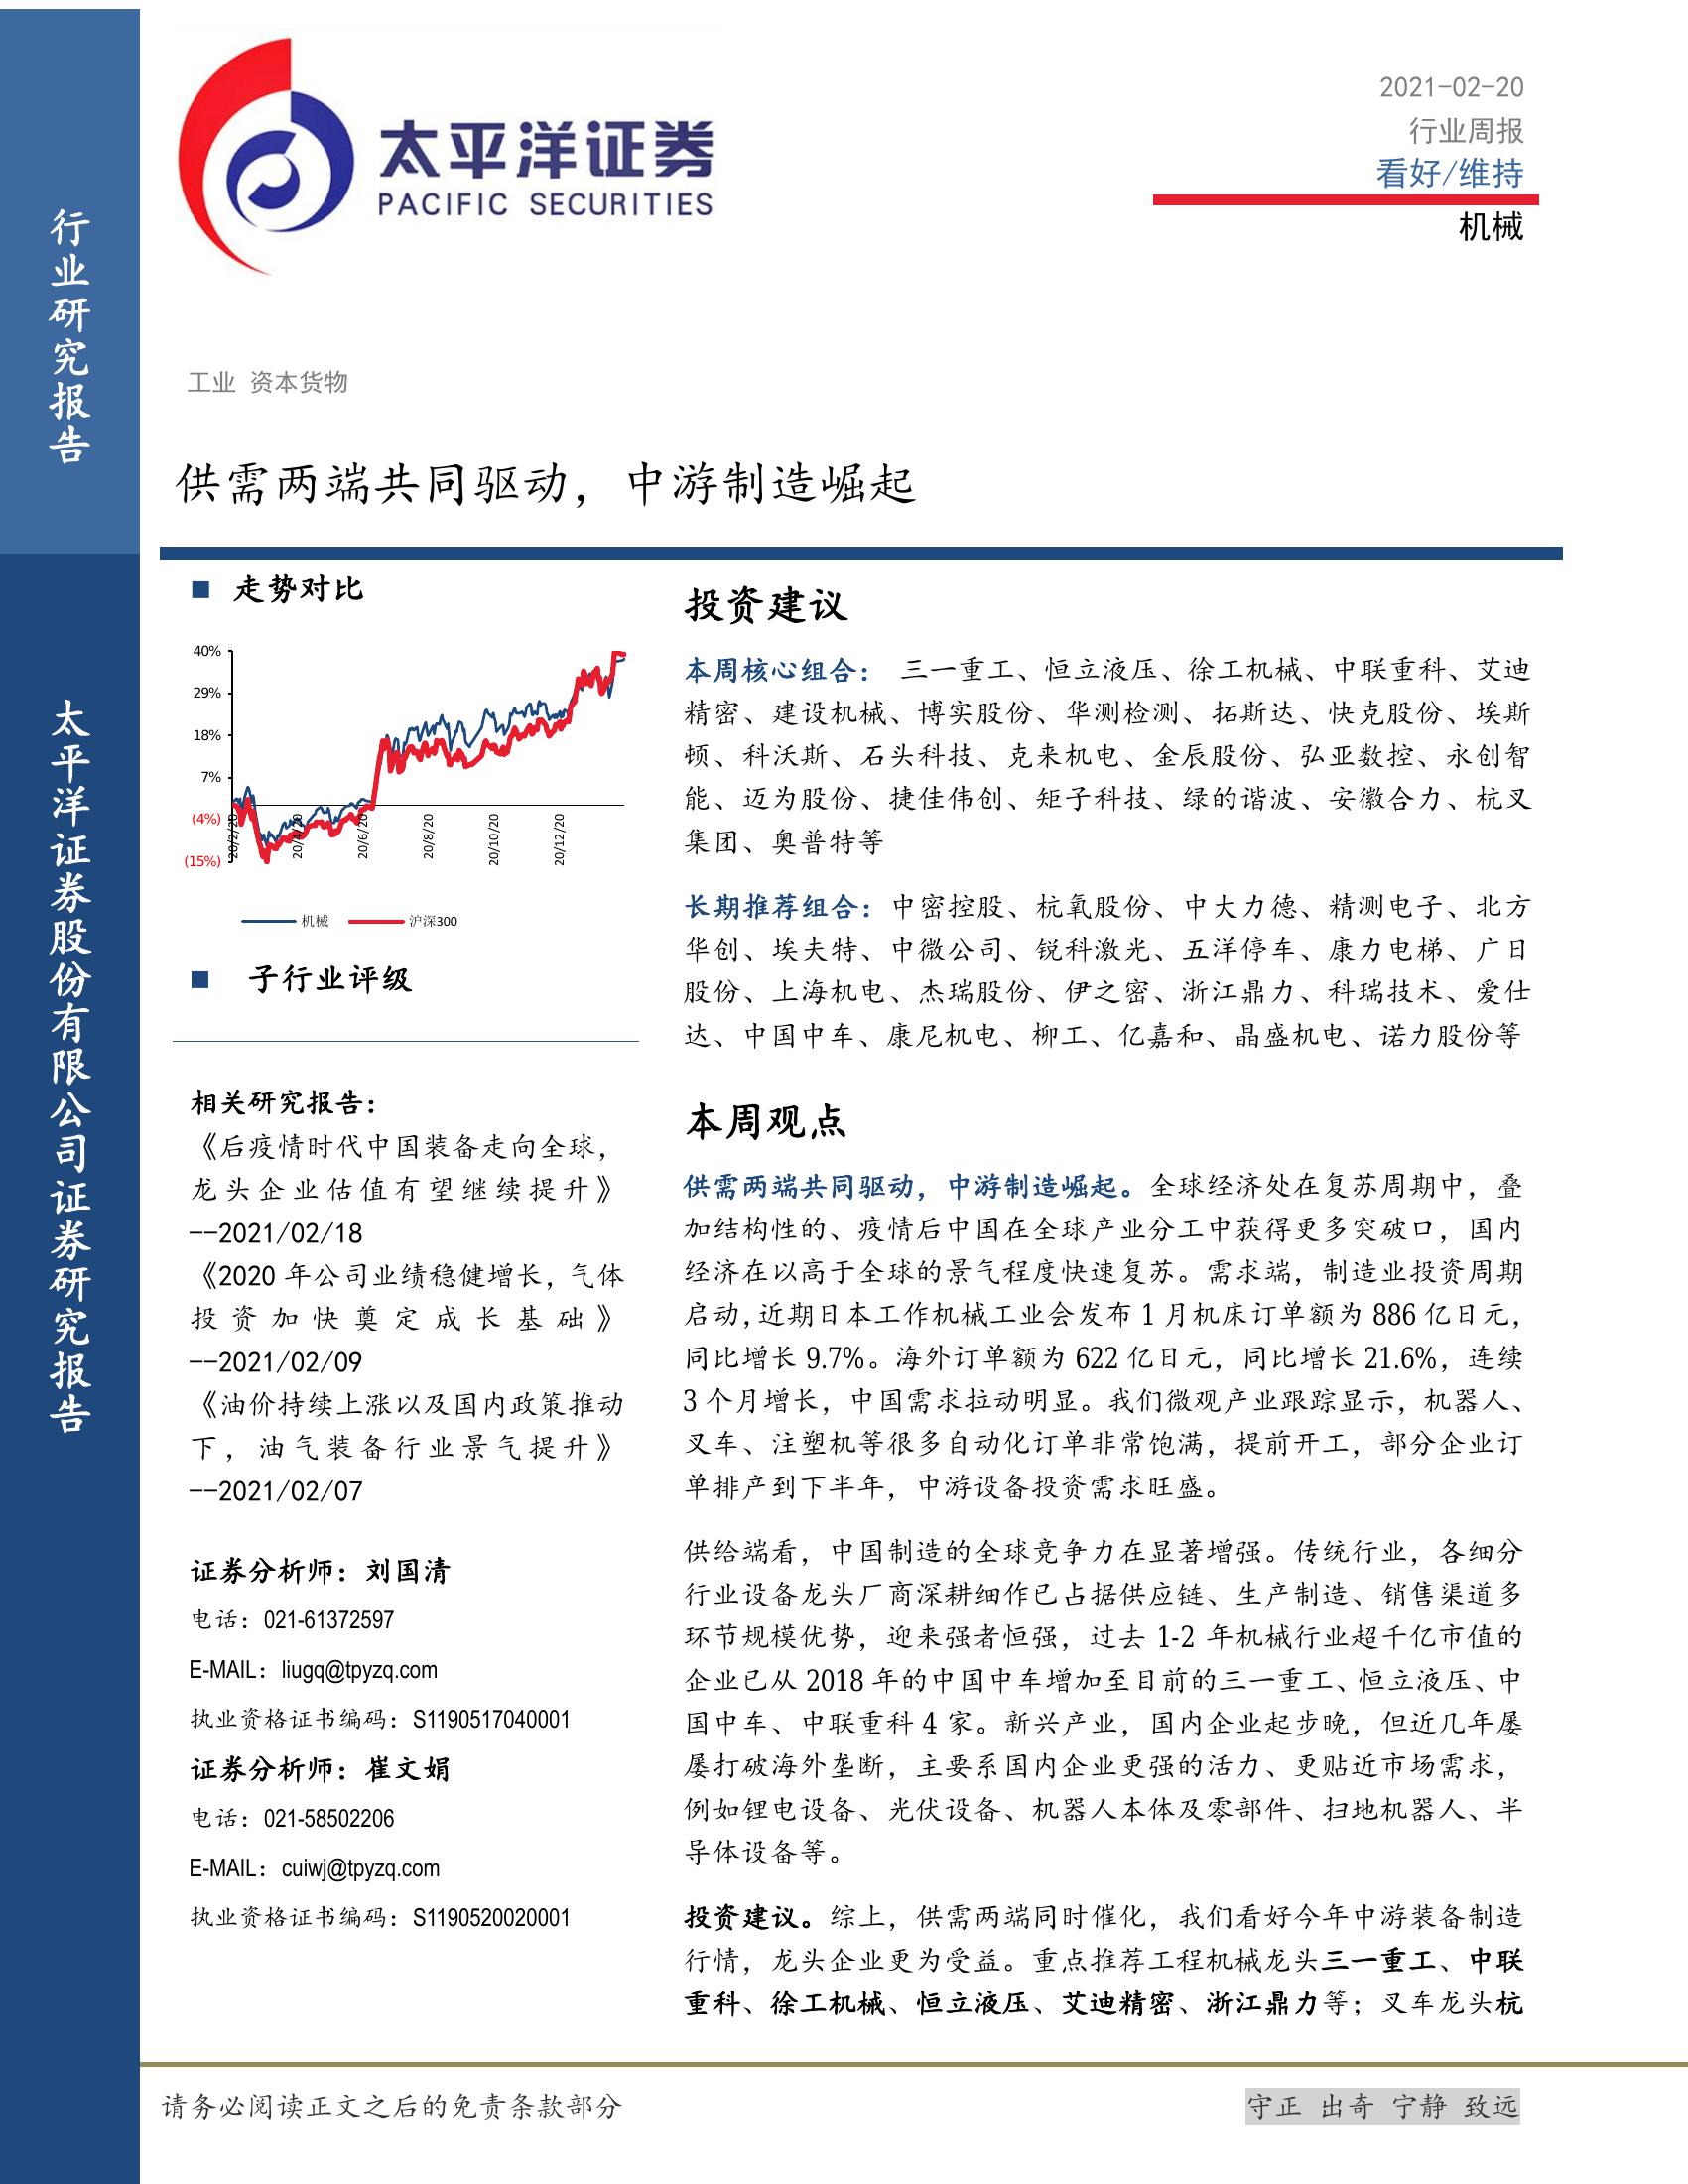 行业研究报告
太平洋证券股份有限公司证券研究报告
太平洋证券
PACIFIC SECURITIES
2021-02-20
行业周报
看好/维持
机械
工业 资本货物
供需两端共同驱动，中游制造崛起
■ 走势对比
40%
29%
18%
7%
(4%)
(15%)
20/2/20
20/4/20
20/6/20
20/8/20
20/10/20
20/12/20
机械 沪深300
■ 子行业评级
相关研究报告：
《后疫情时代中国装备走向全球，
龙头企业估值有望继续提升》
--2021/02/18
《2020 年公司业绩稳健增长，气体
投资加快奠定成长基础》
--2021/02/09
《油价持续上涨以及国内政策推动
下，油气装备行业景气提升》
--2021/02/07
证券分析师：刘国清
电话：021-61372597
E-MAIL：liugq@tpyzq.com
执业资格证书编码：S1190517040001
证券分析师：崔文娟
电话：021-58502206
E-MAIL：cuiwj@tpyzq.com
执业资格证书编码：S1190520020001
投资建议
本周核心组合： 三一重工、恒立液压、徐工机械、中联重科、艾迪
精密、建设机械、博实股份、华测检测、拓斯达、快克股份、埃斯
顿、科沃斯、石头科技、克来机电、金辰股份、弘亚数控、永创智
能、迈为股份、捷佳伟创、矩子科技、绿的谐波、安徽合力、杭叉
集团、奥普特等
长期推荐组合：中密控股、杭氧股份、中大力德、精测电子、北方
华创、埃夫特、中微公司、锐科激光、五洋停车、康力电梯、广日
股份、上海机电、杰瑞股份、伊之密、浙江鼎力、科瑞技术、爱仕
达、中国中车、康尼机电、柳工、亿嘉和、晶盛机电、诺力股份等
本周观点
供需两端共同驱动，中游制造崛起。全球经济处在复苏周期中，叠
加结构性的、疫情后中国在全球产业分工中获得更多突破口，国内
经济在以高于全球的景气程度快速复苏。需求端，制造业投资周期
启动，近期日本工作机械工业会发布 1 月机床订单额为 886 亿日元，
同比增长 9.7%。海外订单额为 622 亿日元，同比增长 21.6%，连续
3 个月增长，中国需求拉动明显。我们微观产业跟踪显示，机器人、
叉车、注塑机等很多自动化订单非常饱满，提前开工，部分企业订
单排产到下半年，中游设备投资需求旺盛。
供给端看，中国制造的全球竞争力在显著增强。传统行业，各细分
行业设备龙头厂商深耕细作已占据供应链、生产制造、销售渠道多
环节规模优势，迎来强者恒强，过去 1-2 年机械行业超千亿市值的
企业已从 2018 年的中国中车增加至目前的三一重工、恒立液压、中
国中车、中联重科 4 家。新兴产业，国内企业起步晚，但近几年屡
屡打破海外垄断，主要系国内企业更强的活力、更贴近市场需求，
例如锂电设备、光伏设备、机器人本体及零部件、扫地机器人、半
导体设备等。
投资建议。综上，供需两端同时催化，我们看好今年中游装备制造
行情，龙头企业更为受益。重点推荐工程机械龙头三一重工、中联
重科、徐工机械、恒立液压、艾迪精密、浙江鼎力等；叉车龙头杭
请务必阅读正文之后的免责条款部分
守正 出奇 宁静 致远